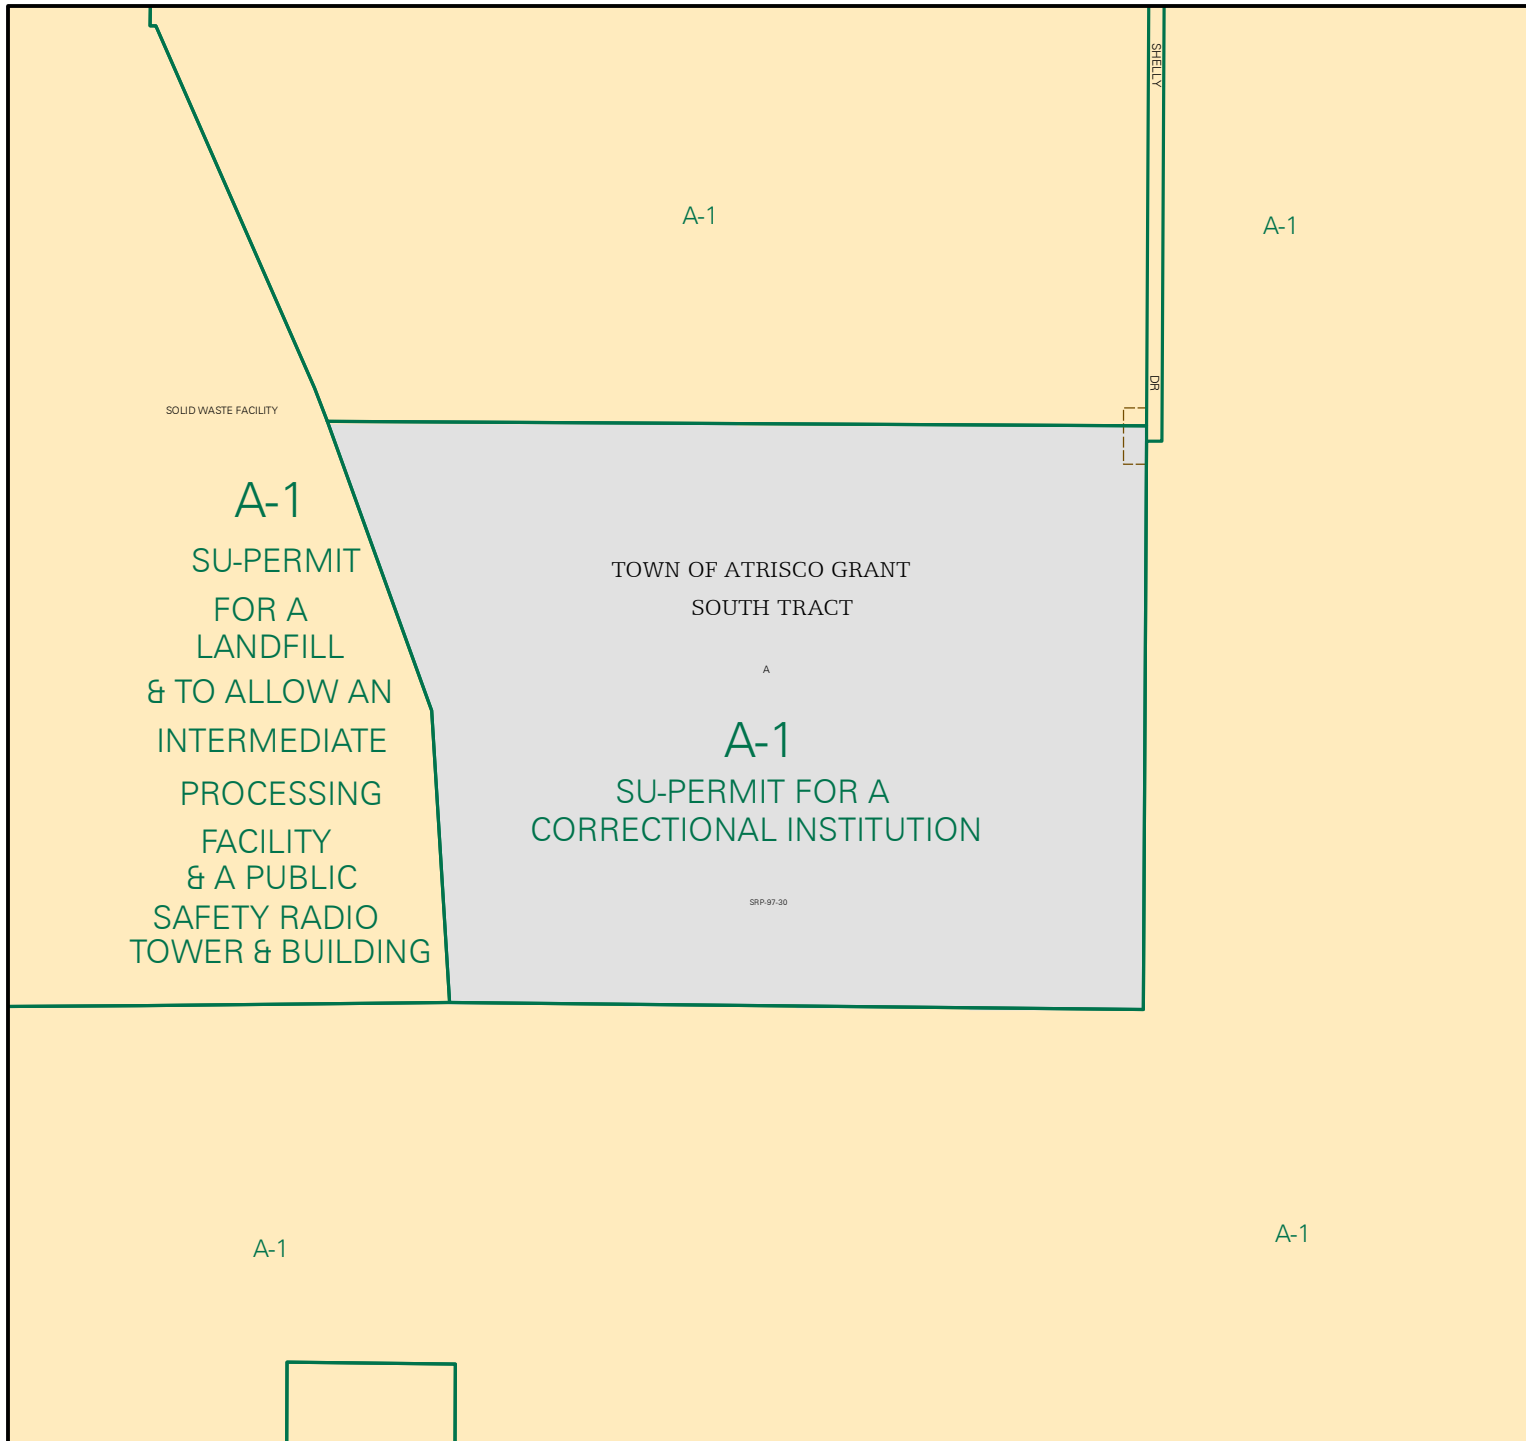 SHELLY
DR
A-1
A-1
SOLID WASTE FACILITY
A-1
SU-PERMIT
FOR A
LANDFILL
& TO ALLOW AN
INTERMEDIATE
PROCESSING
FACILITY
& A PUBLIC
SAFETY RADIO
TOWER & BUILDING
TOWN OF ATRISCO GRANT
SOUTH TRACT
A
A-1
SU-PERMIT FOR A
CORRECTIONAL INSTITUTION
SRP-97-30
A-1
A-1